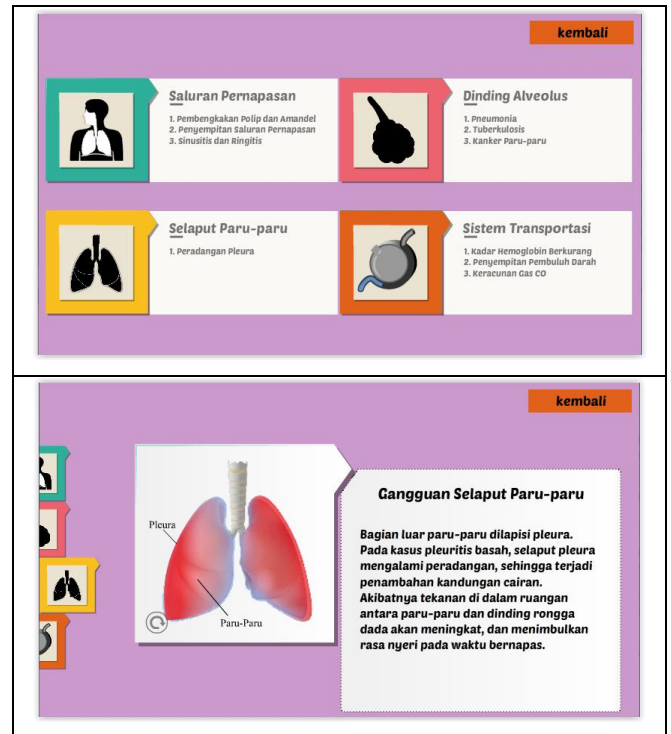 kembali
Saluran Pernapasan
1. Pembengkakan Polip dan Amandel
2. Penyempitan Saluran Pernapasan
3. Sinusitis dan Ringitis
Dinding Alveolus
1. Pneumonia
2. Tuberkulosis
3. Kanker Paru-paru
Selaput Paru-paru
1. Peradangan Pleura
Sistem Transportasi
1. Kadar Hemoglobin Berkurang
2. Penyempitan Pembuluh Darah
3. Keracunan Gas CO
kembali
Pleura
Paru-Paru
Gangguan Selaput Paru-paru
Bagian luar paru-paru dilapisi pleura.
Pada kasus pleuritis basah, selaput pleura
mengalami peradangan, sehingga terjadi
penambahan kandungan cairan.
Akibatnya tekanan di dalam ruangan
antara paru-paru dan dinding rongga
dada akan meningkat, dan menimbulkan
rasa nyeri pada waktu bernapas.